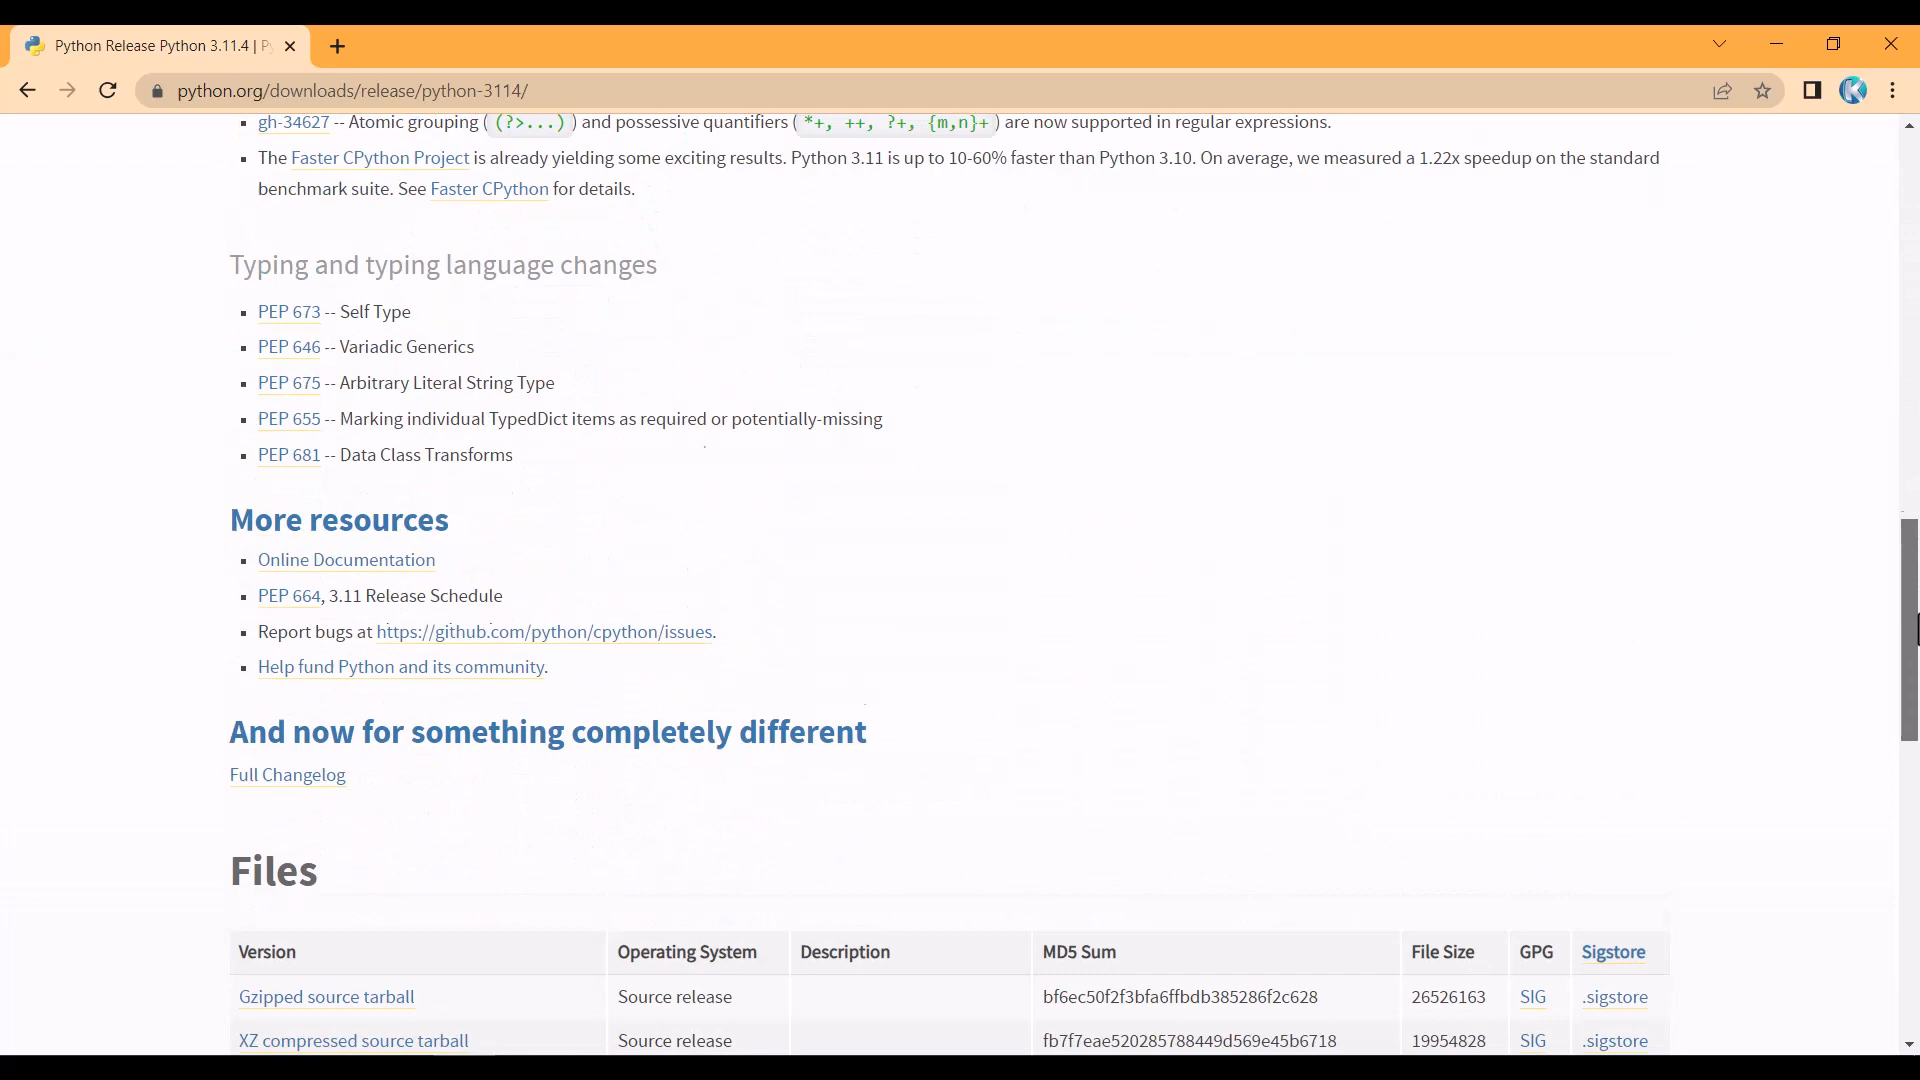 Python Release Python 3.11.4 | Py
python.org/downloads/release/python-3114/
gh-34627 -- Atomic grouping ((?>...)) and possessive quantifiers (*+, ++, ?+, {m,n}+) are now supported in regular expressions.
The Faster CPython Project is already yielding some exciting results. Python 3.11 is up to 10-60% faster than Python 3.10. On average, we measured a 1.22x speedup on the standard
benchmark suite. See Faster CPython for details.
Typing and typing language changes
PEP 673 -- Self Type
PEP 646 -- Variadic Generics
PEP 675 -- Arbitrary Literal String Type
PEP 655 -- Marking individual TypedDict items as required or potentially-missing
PEP 681 -- Data Class Transforms
More resources
Online Documentation
PEP 664, 3.11 Release Schedule
Report bugs at https://github.com/python/cpython/issues.
Help fund Python and its community.
And now for something completely different
Full Changelog
Files
Version Operating System Description MD5 Sum File Size GPG Sigstore
Gzipped source tarball Source release bf6ec50f2f3bfa6ffbdb385286f2c628 26526163 SIG .sigstore
XZ compressed source tarball Source release fb7f7eae520285788449d569e45b6718 19954828 SIG .sigstore